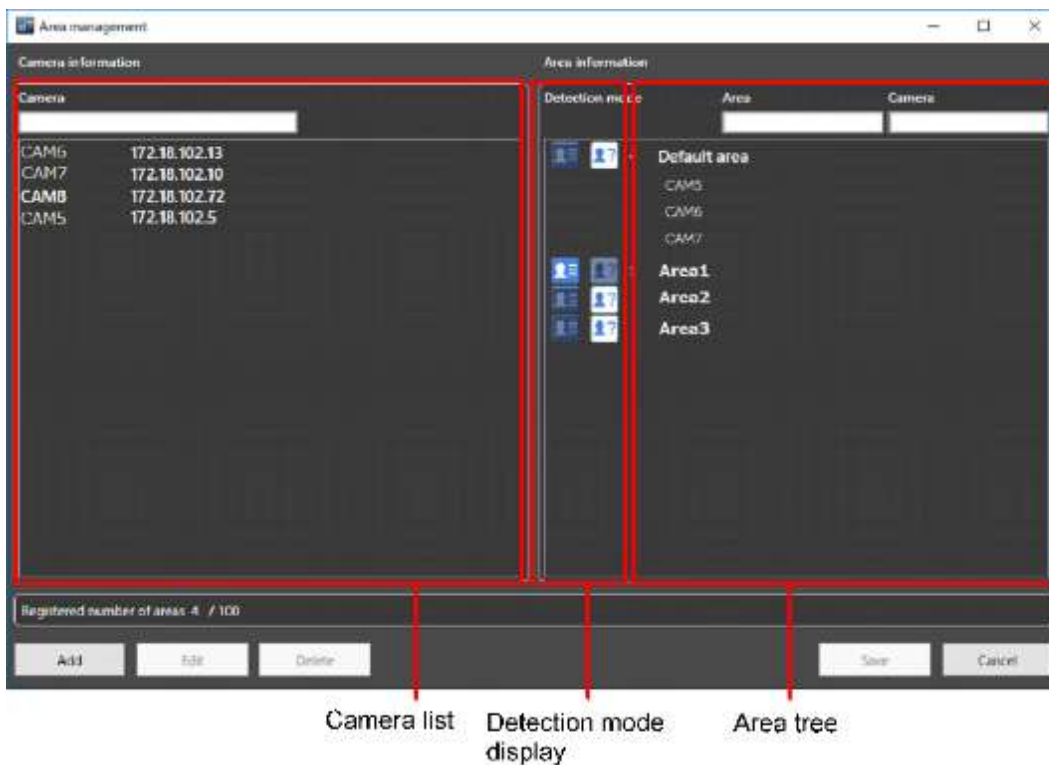 Area management
Camera information
Area information
Camera
Detection mode
Area
Camera
CAM6 172.18.102.13
CAM7 172.18.102.10
CAM8 172.18.102.72
CAM5 172.18.102.5
Default area
CAM5
CAM6
CAM7
Area1
Area2
Area3
Registered number of areas 4 / 100
Add Edit Delete Save Cancel
Camera list
Detection mode
display
Area tree